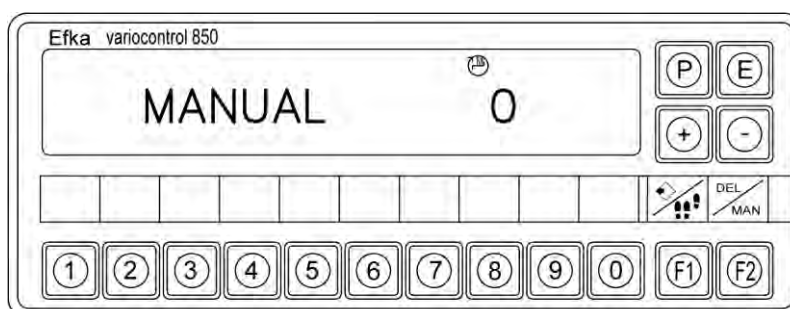 Efka variocontrol 850
MANUAL 0
P E
+ -
DEL
MAN
1 2 3 4 5 6 7 8 9 0 F1 F2